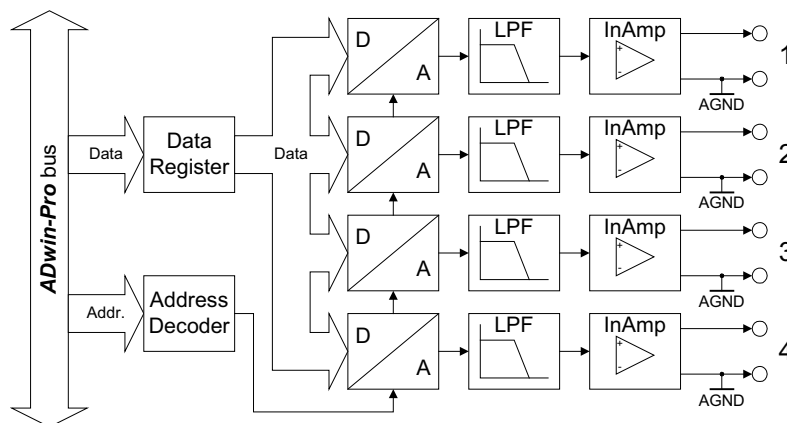 ADwin-Pro bus
Data
Data
Register
Data
Addr.
Address
Decoder
D
A
LPF
InAmp
+
-
AGND
1
D
A
LPF
InAmp
+
-
AGND
2
D
A
LPF
InAmp
+
-
AGND
3
D
A
LPF
InAmp
+
-
AGND
4